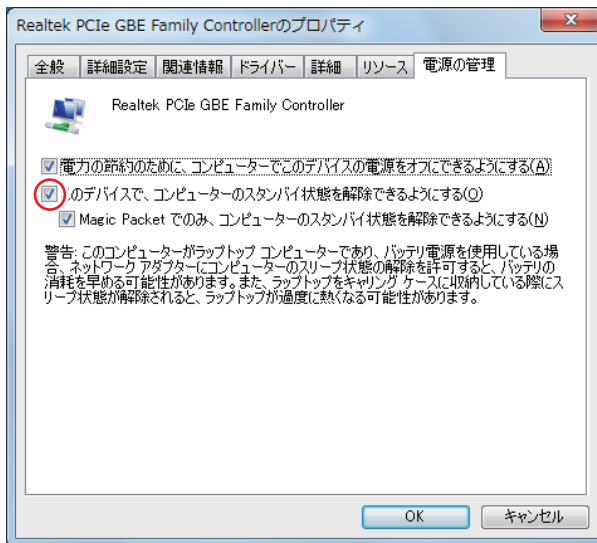 Realtek PCIe GBE Family Controllerのプロパティ
全般 詳細設定 関連情報 ドライバー 詳細 リソース 電源の管理
Realtek PCIe GBE Family Controller
電力の節約のために、コンピューターでこのデバイスの電源をオフにできるようにする(A)
のデバイスで、コンピューターのスタンバイ状態を解除できるようにする(O)
Magic Packet でのみ、コンピューターのスタンバイ状態を解除できるようにする(N)
警告: このコンピューターがラップトップ コンピューターであり、バッテリ電源を使用している場
合、ネットワーク アダプターにコンピューターのスリープ状態の解除を許可すると、バッテリの
消耗を早める可能性があります。また、ラップトップをキャリング ケースに収納している際にス
リープ状態が解除されると、ラップトップが過度に熱くなる可能性があります。
OK キャンセル